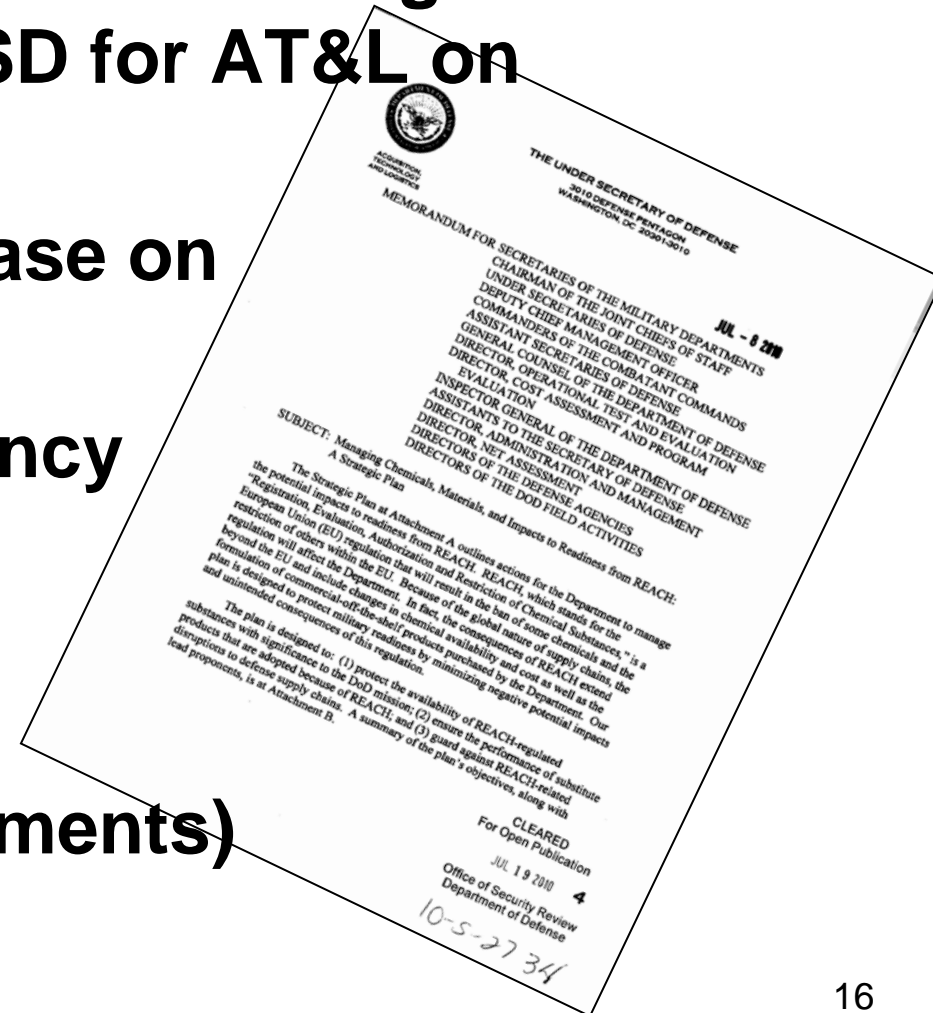 SD for AT&L on
ase on
ncy
ments)
ACQUISITION,
TECHNOLOGY
AND LOGISTICS
THE UNDER SECRETARY OF DEFENSE
3010 DEFENSE PENTAGON
WASHINGTON, DC 20301-3010
JUL - 8 2010
MEMORANDUM FOR SECRETARIES OF THE MILITARY DEPARTMENTS
CHAIRMAN OF THE JOINT CHIEFS OF STAFF
UNDER SECRETARIES OF DEFENSE
DEPUTY CHIEF MANAGEMENT OFFICER
COMMANDERS OF THE COMBATANT COMMANDS
ASSISTANT SECRETARIES OF DEFENSE
GENERAL COUNSEL OF THE DEPARTMENT OF DEFENSE
DIRECTOR, OPERATIONAL TEST, AND EVALUATION
DIRECTOR, COST ASSESSMENT AND PROGRAM
EVALUATION
INSPECTOR GENERAL OF THE DEPARTMENT OF DEFENSE
ASSISTANTS TO THE SECRETARY OF DEFENSE
DIRECTOR, ADMINISTRATION AND MANAGEMENT
DIRECTOR, NET ASSESSMENT
DIRECTORS OF THE DEFENSE AGENCIES
DIRECTORS OF THE DOD FIELD ACTIVITIES
SUBJECT: Managing Chemicals, Materials, and Impacts to Readiness from REACH:
A Strategic Plan
The Strategic Plan at Attachment A outlines actions for the Department to manage
the potential impacts to readiness from REACH. REACH, which stands for the
"Registration, Evaluation, Authorization and Restriction of Chemical Substances," is a
European Union (EU) regulation that will result in the ban of some chemicals and the
restriction of others within the EU. Because of the global nature of supply chains, the
regulation will affect the Department. In fact, the consequences of REACH extend
beyond the EU and include changes in chemical availability and cost as well as the
formulation of commercial-off-the-shelf products purchased by the Department. Our
plan is designed to protect military readiness by minimizing negative potential impacts
and unintended consequences of this regulation.
The plan is designed to: (1) protect the availability of REACH-regulated
substances with significance to the DoD mission; (2) ensure the performance of substitute
products that are adopted because of REACH; and (3) guard against REACH-related
disruptions to defense supply chains. A summary of the plan's objectives, along with
lead proponents, is at Attachment B.
CLEARED
For Open Publication
JUL 19 2010 4
Office of Security Review
Department of Defense
10-S-2734
16